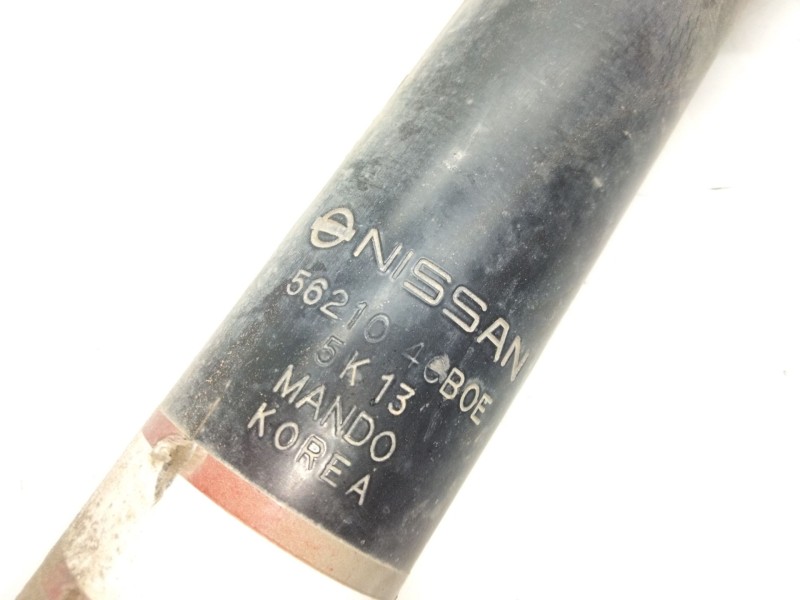 NISSAN
56210 4CB0E
5K13
MANDO
KOREA